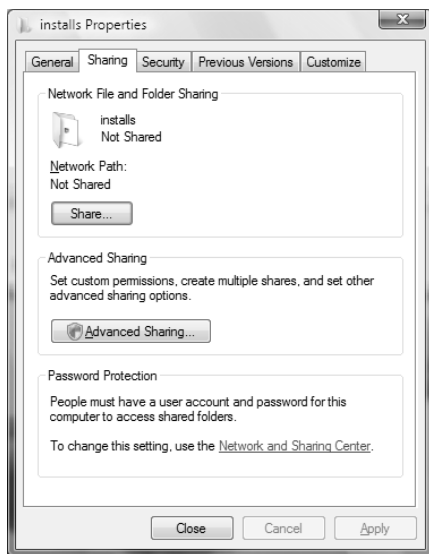 installs Properties
General Sharing Security Previous Versions Customize
Network File and Folder Sharing
installs
Not Shared
Network Path:
Not Shared
Share...
Advanced Sharing
Set custom permissions, create multiple shares, and set other
advanced sharing options.
Advanced Sharing...
Password Protection
People must have a user account and password for this
computer to access shared folders.
To change this setting, use the Network and Sharing Center.
Close Cancel Apply